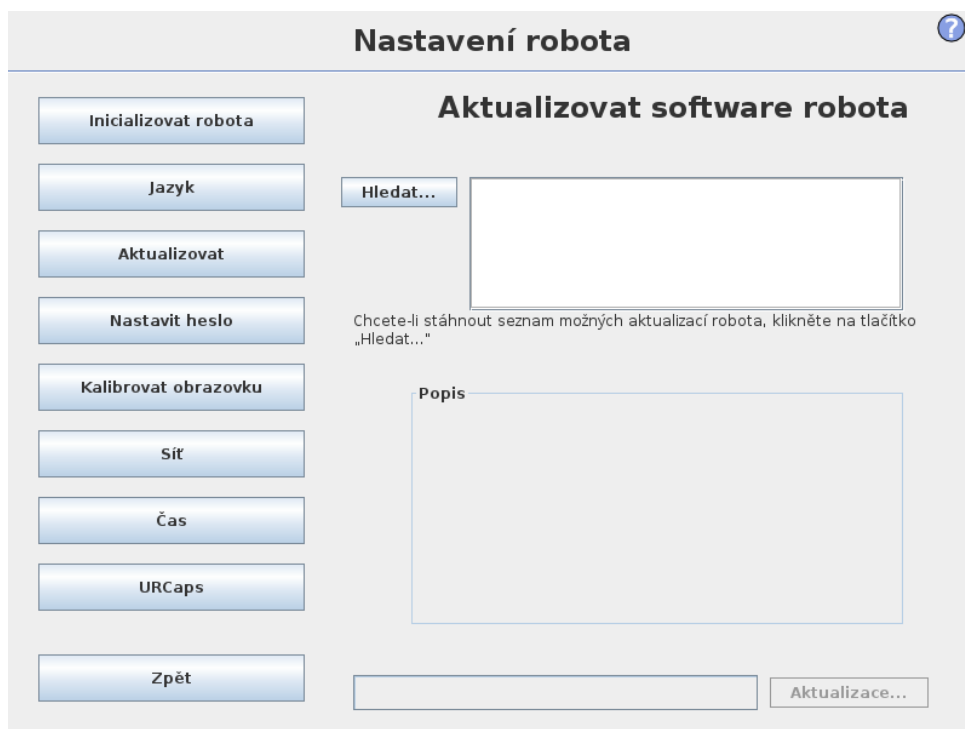 Nastavení robota
?
Inicializovat robota
Jazyk
Aktualizovat
Nastavit heslo
Kalibrovat obrazovku
Síť
Čas
URCaps
Zpět
Aktualizovat software robota
Hledat...
Chcete-li stáhnout seznam možných aktualizací robota, klikněte na tlačítko
„Hledat..."
Popis
Aktualizace...